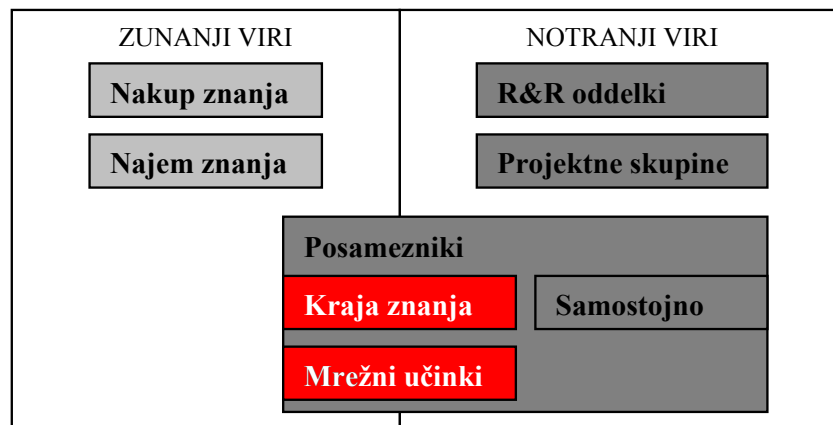 ZUNANJI VIRI
NOTRANJI VIRI
Nakup znanja
R&R oddelki
Najem znanja
Projektne skupine
Posamezniki
Kraja znanja
Samostojno
Mrežni učinki